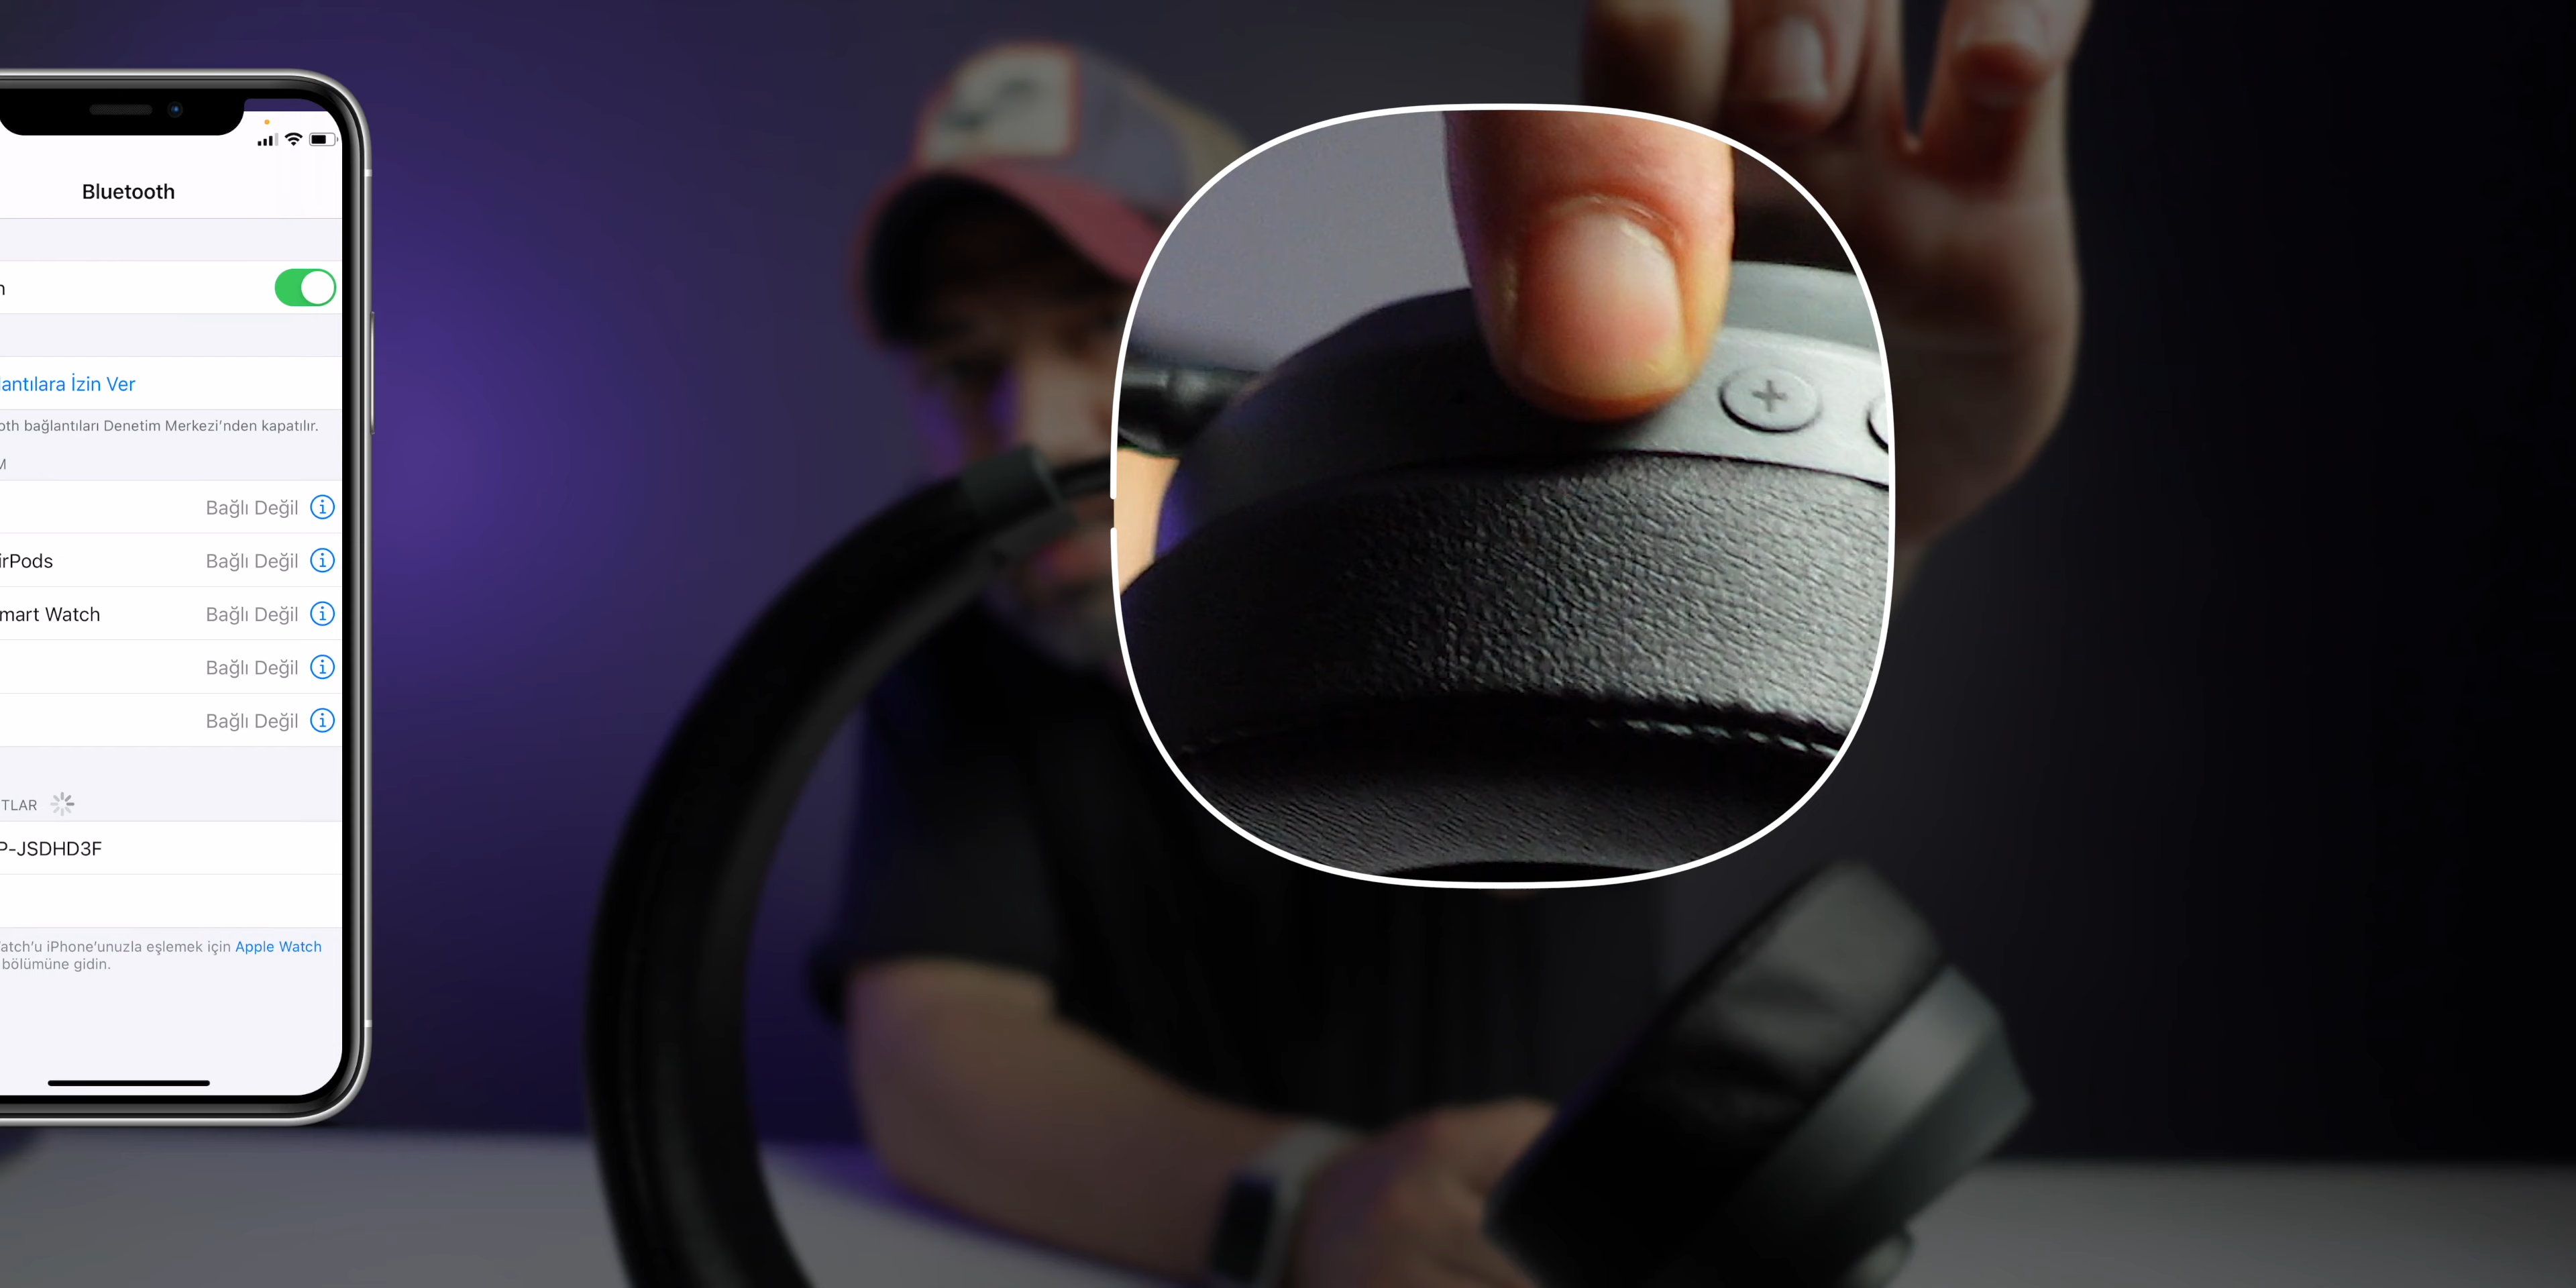 Bluetooth
lantılara İzin Ver
oth bağlantıları Denetim Merkezi'nden kapatılır.
M
Bağlı Değil
irPods Bağlı Değil
mart Watch Bağlı Değil
Bağlı Değil
Bağlı Değil
TLAR
P-JSDHD3F
atch'u iPhone'unuzla eşlemek için Apple Watch
bölümüne gidin.
+